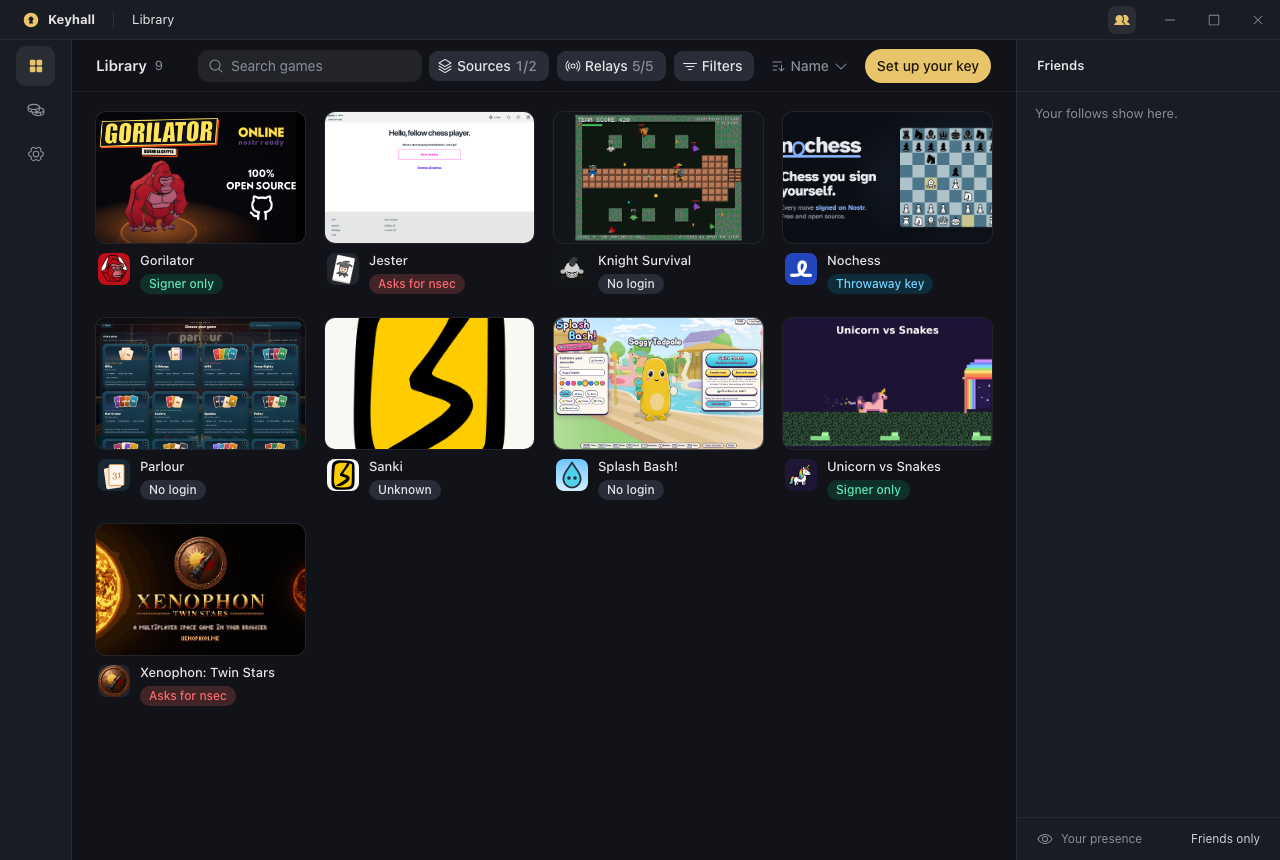 Keyhall
Library
Library 9
Search games
Sources 1/2
Relays 5/5
Filters
Name
Set up your key
Friends
Your follows show here.
GORILATOR
ONLINE
nostr ready
100%
OPEN SOURCE
Gorilator
Signer only
Hello, fellow chess player.
Jester
Asks for nsec
TEAM SCORE 420
Knight Survival
No login
nochess
Chess you sign
yourself.
Every move signed on Nostr.
Free and open source.
Nochess
Throwaway key
Choose your game
parlour
Parlour
No login
Sanki
Unknown
Splash
Bash!
SoggyTadpole
Splash Bash!
No login
Unicorn vs Snakes
Unicorn vs Snakes
Signer only
XENOPHON
TWIN STARS
A MULTIPLAYER SPACE GAME IN YOUR BROWSER
XENOPHON.ME
Xenophon: Twin Stars
Asks for nsec
Your presence
Friends only